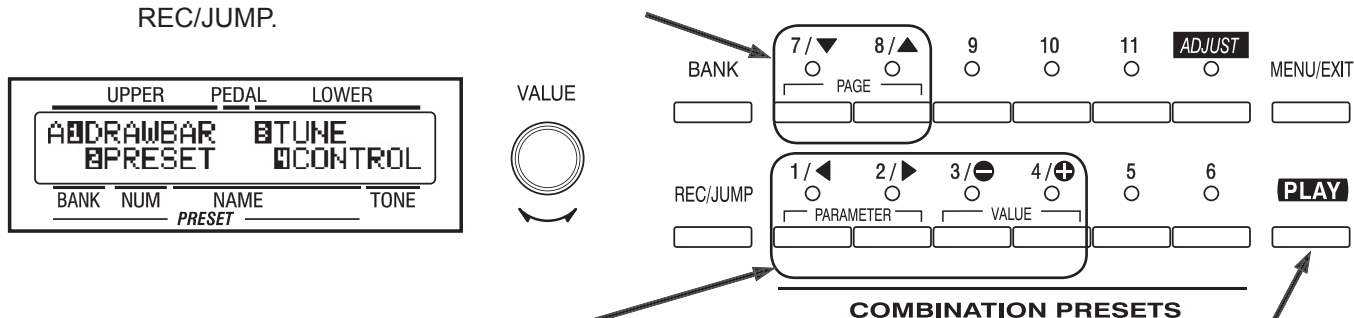 REC/JUMP.
UPPER PEDAL LOWER
A1DRAWBAR 3TUNE
2PRESET 4CONTROL
BANK NUM NAME TONE
PRESET
VALUE
BANK 7/▼ 8/▲ 9 10 11 ADJUST MENU/EXIT
PAGE
REC/JUMP 1/◀ 2/▶ 3/⊖ 4/⊕ 5 6 PLAY
PARAMETER VALUE
COMBINATION PRESETS